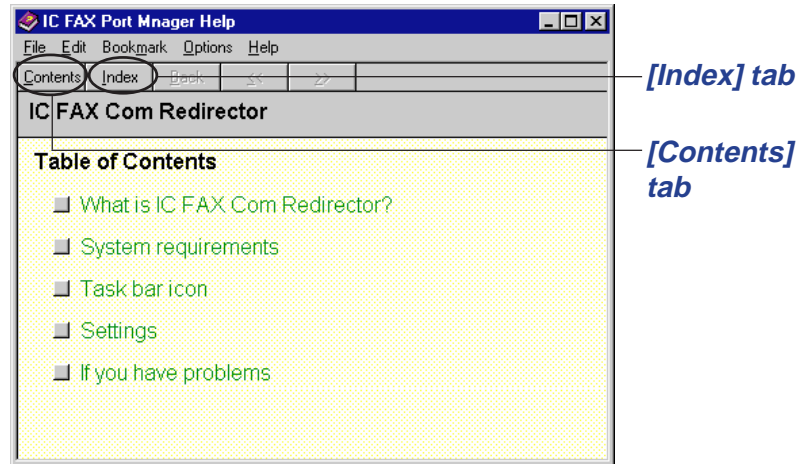 IC FAX Port Mnager Help
File Edit Bookmark Options Help
Contents Index Back << >>
[Index] tab
IC FAX Com Redirector
[Contents] tab
Table of Contents
What is IC FAX Com Redirector?
System requirements
Task bar icon
Settings
If you have problems